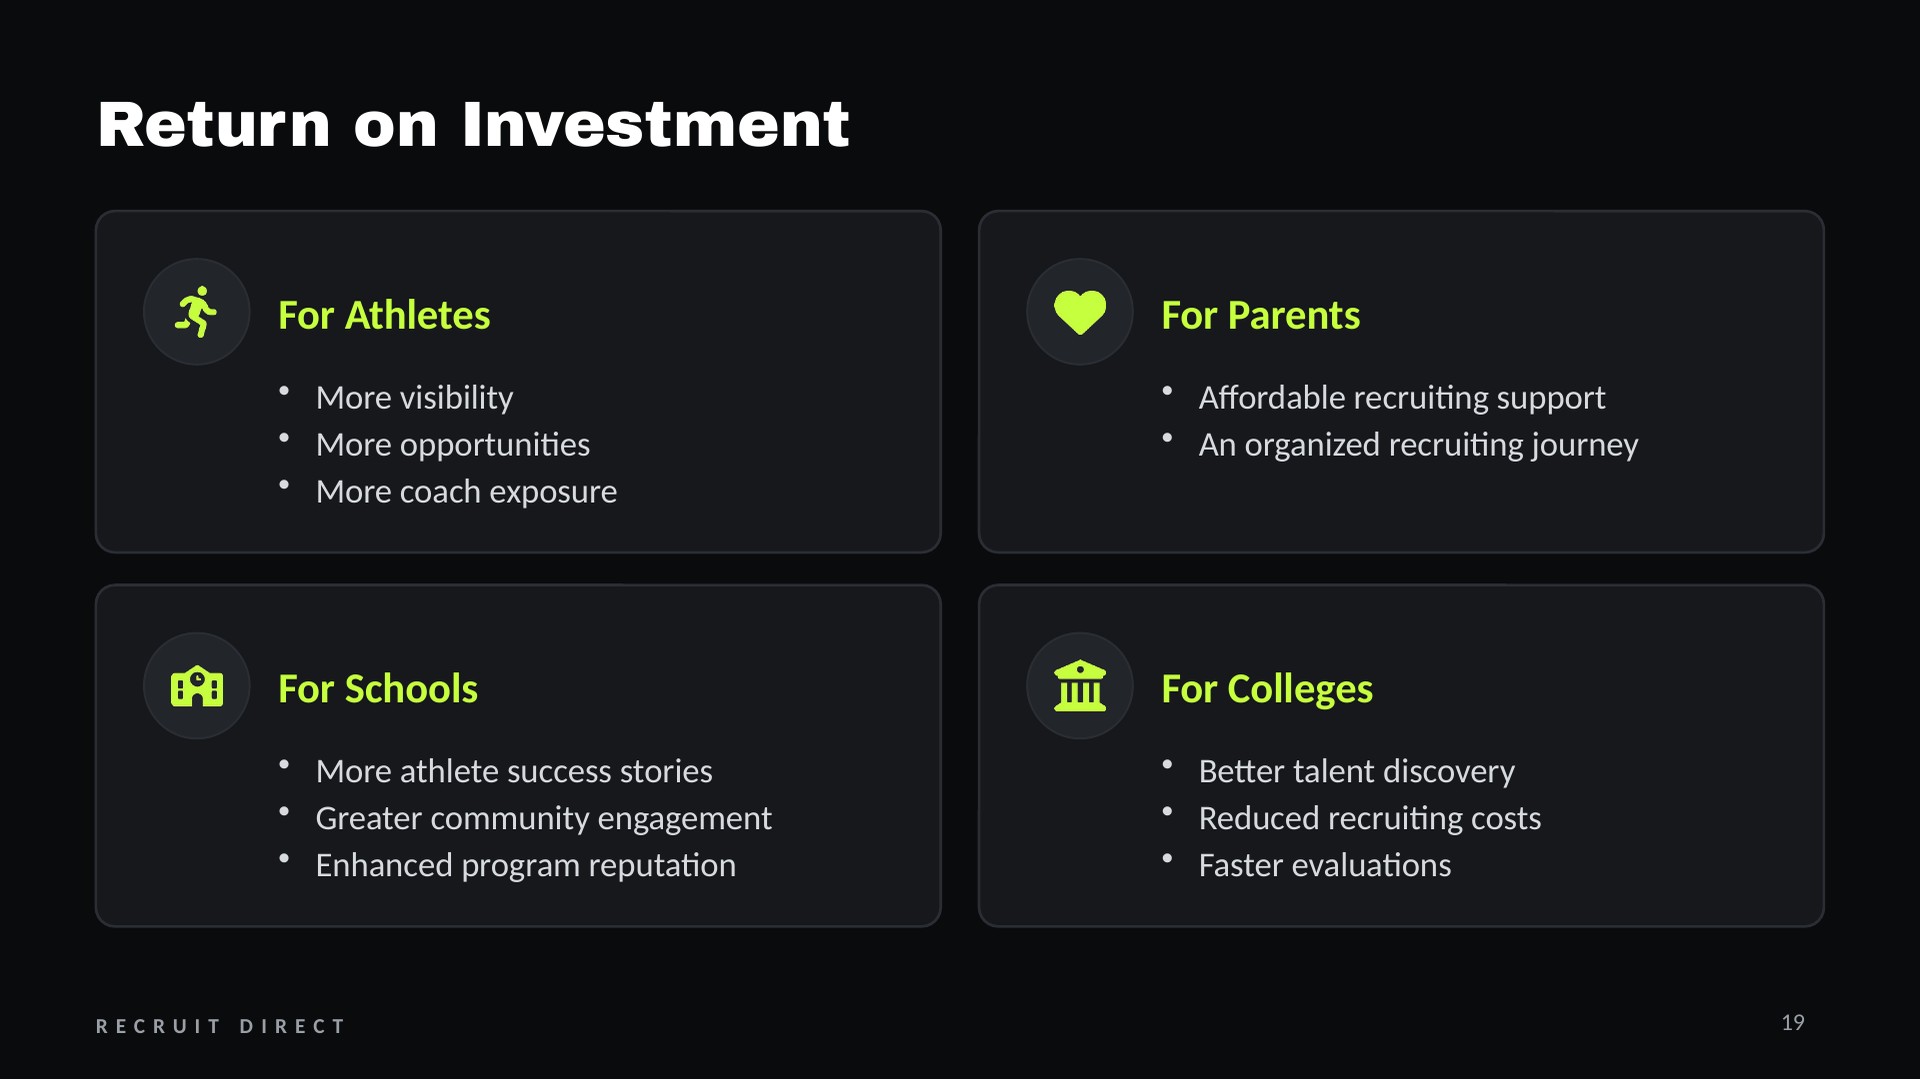 Return on Investment
For Athletes
• More visibility
• More opportunities
• More coach exposure
For Parents
• Affordable recruiting support
• An organized recruiting journey
For Schools
• More athlete success stories
• Greater community engagement
• Enhanced program reputation
For Colleges
• Better talent discovery
• Reduced recruiting costs
• Faster evaluations
RECRUIT DIRECT
19